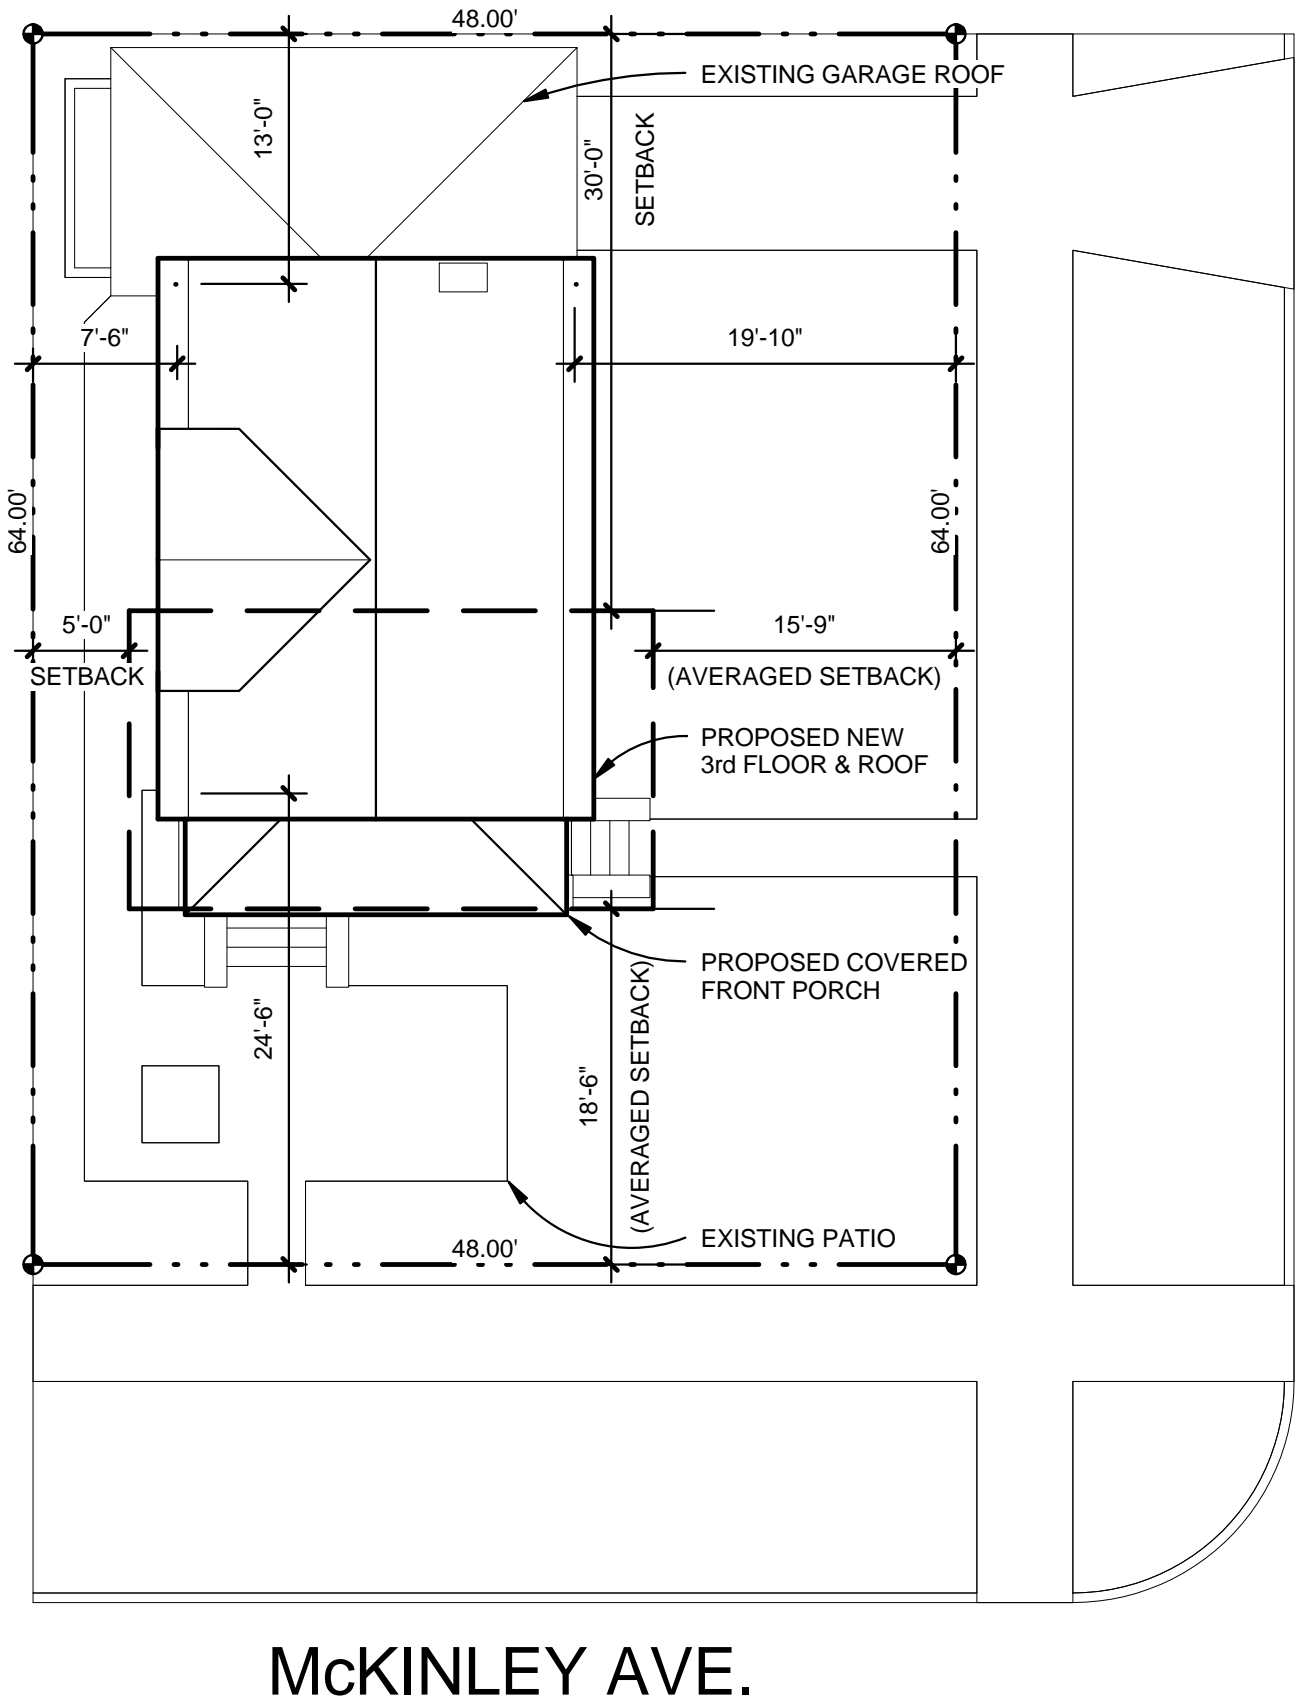 48.00'
EXISTING GARAGE ROOF
13'-0"
30'-0"
SETBACK
7'-6"
19'-10"
64.00'
64.00'
5'-0"
SETBACK
15'-9"
(AVERAGED SETBACK)
PROPOSED NEW
3rd FLOOR & ROOF
PROPOSED COVERED
FRONT PORCH
24'-6"
18'-6"
(AVERAGED SETBACK)
EXISTING PATIO
48.00'
McKINLEY AVE.